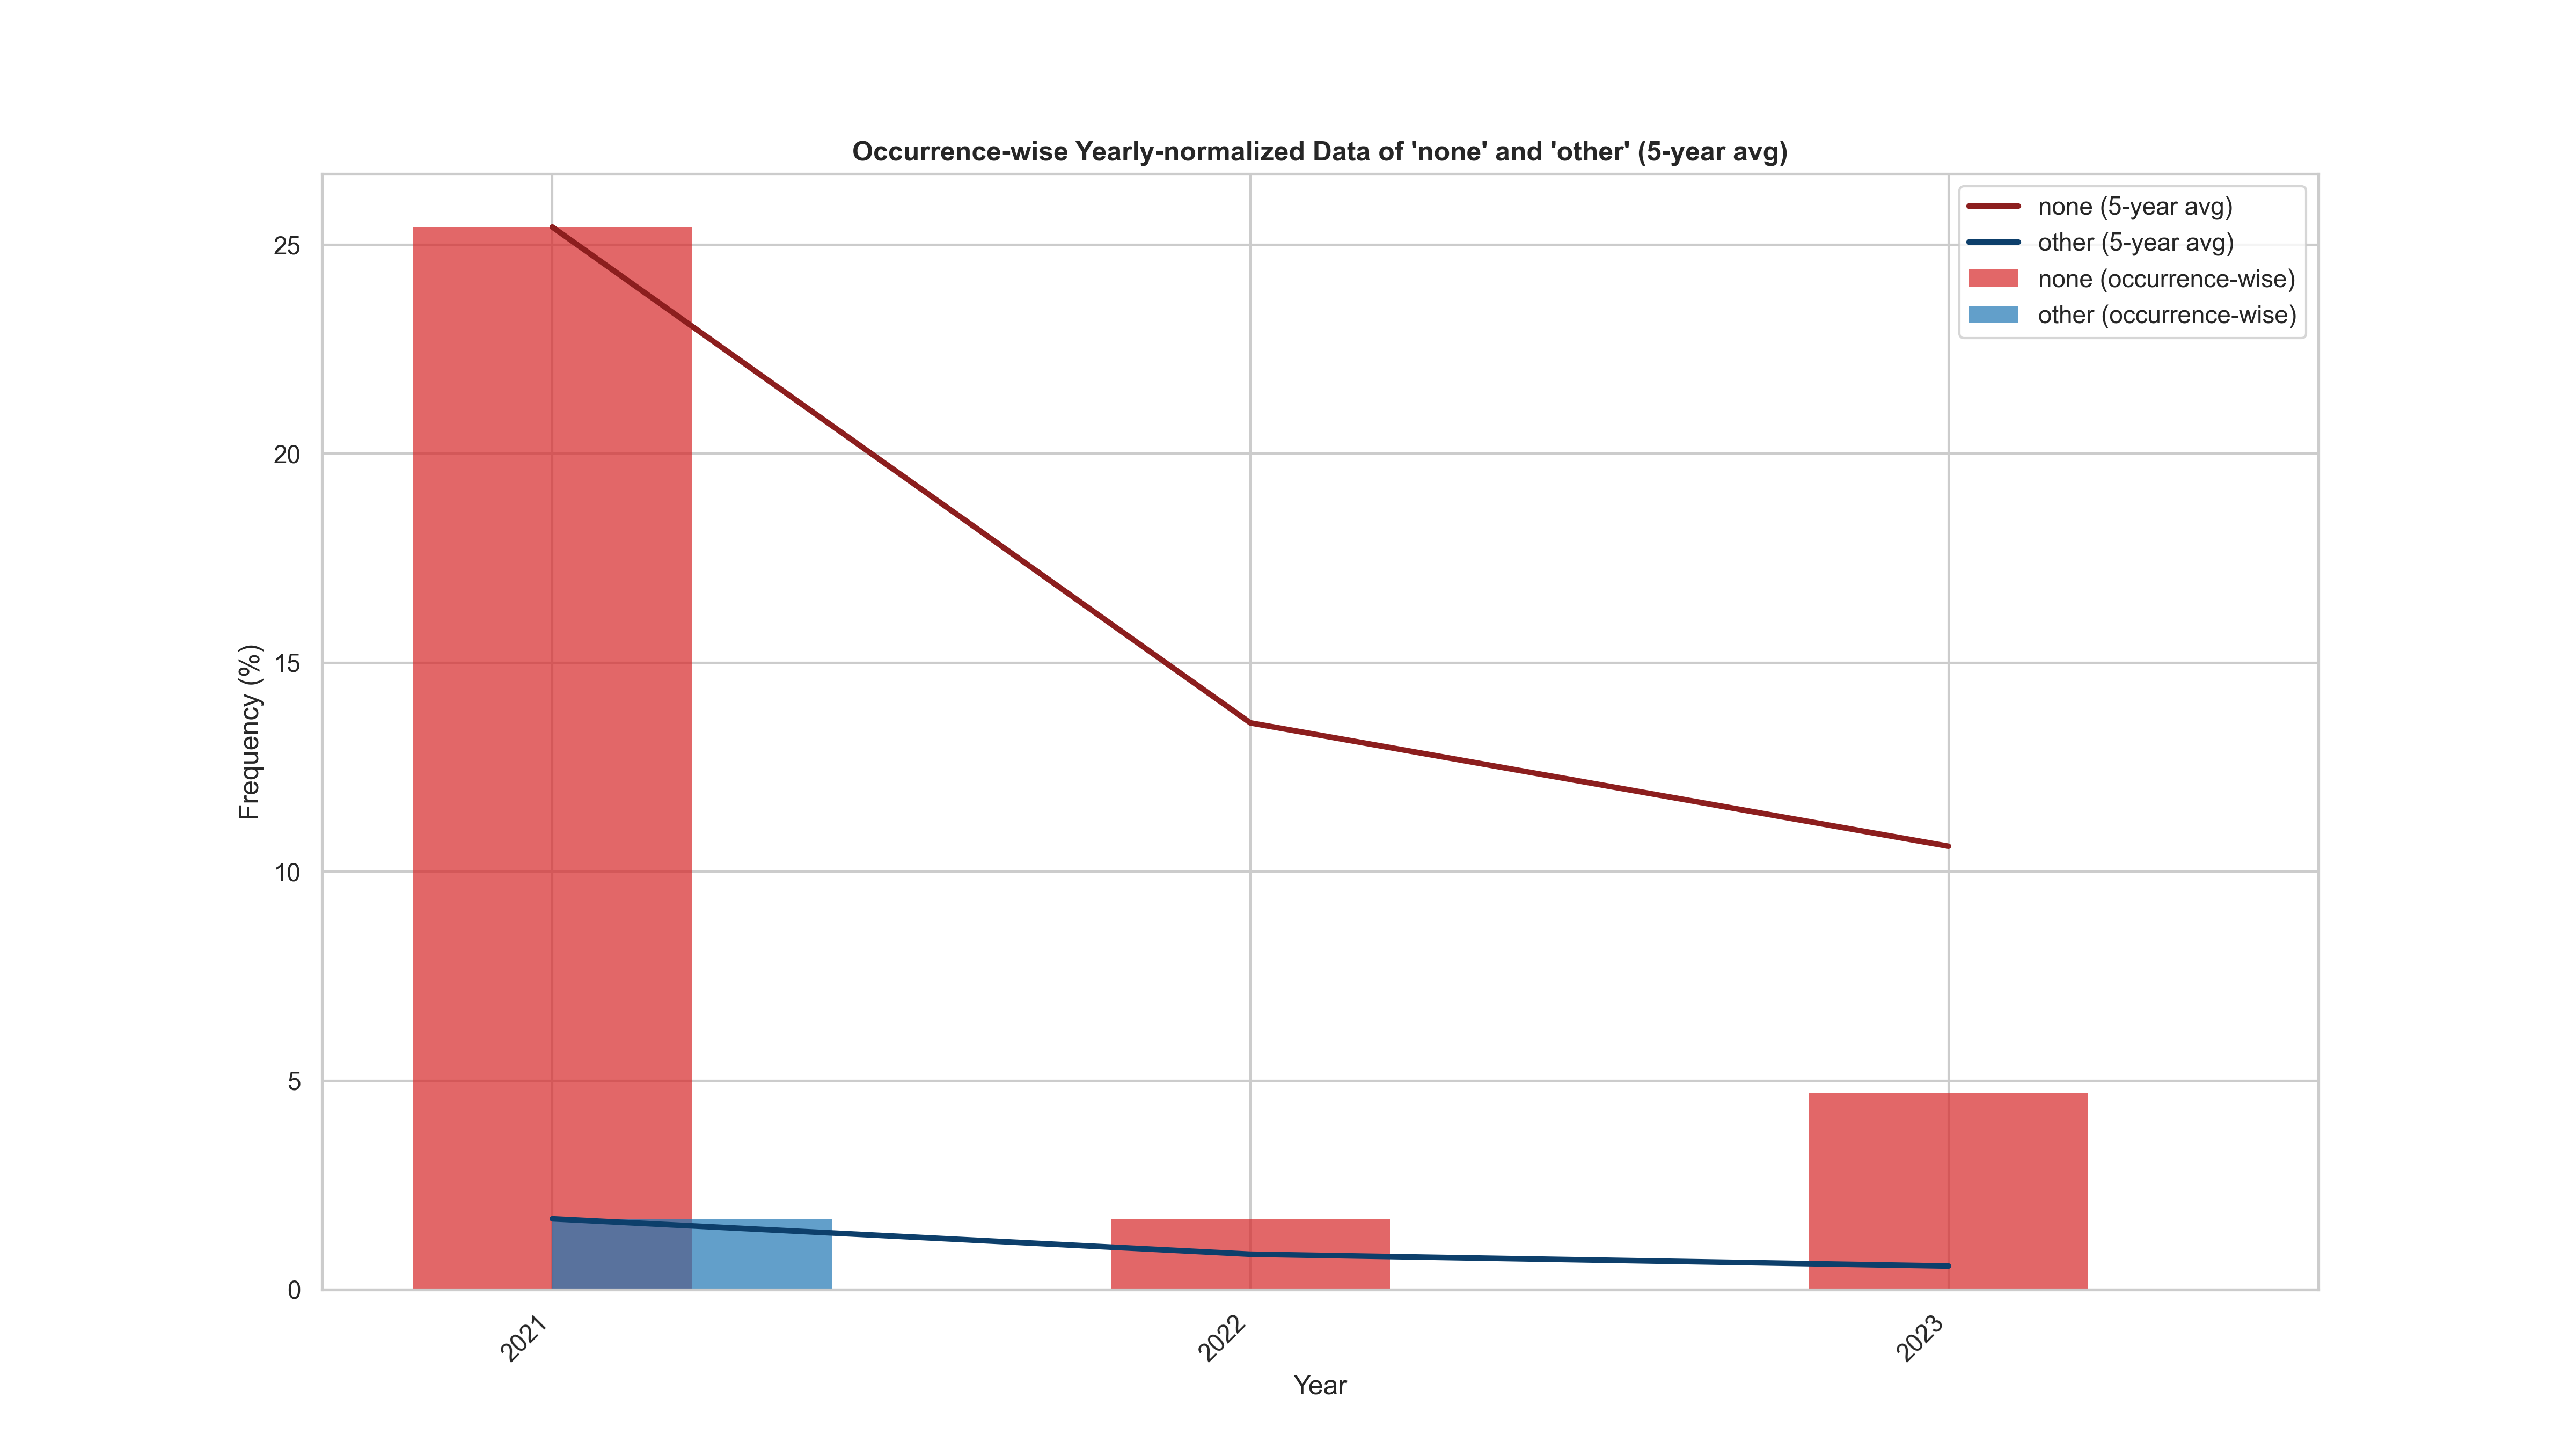 Occurrence-wise Yearly-normalized Data of 'none' and 'other' (5-year avg)
none (5-year avg)
other (5-year avg)
none (occurrence-wise)
other (occurrence-wise)
25
20
15
10
5
0
Frequency (%)
2021
2022
2023
Year